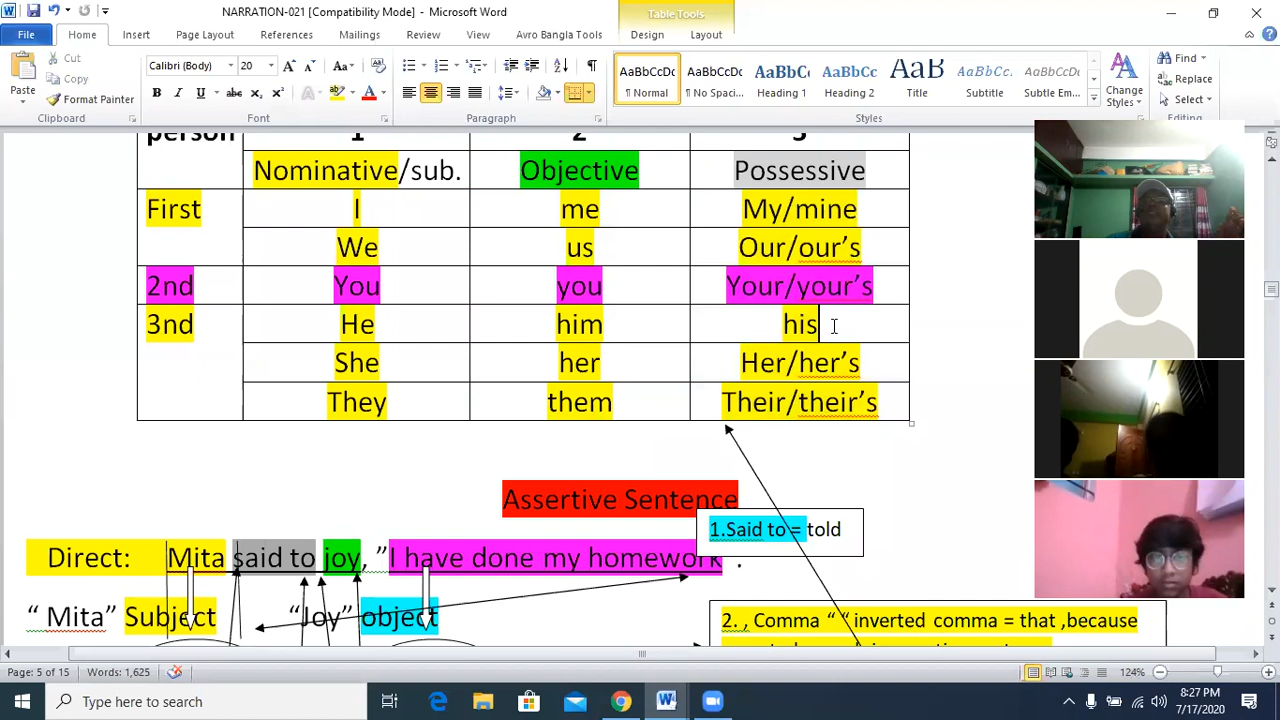 NARRATION-021 [Compatibility Mode] - Microsoft Word
Table Tools
File Home Insert Page Layout References Mailings Review View Avro Bangla Tools Design Layout
Calibri (Body) 20
Cut
Copy
Format Painter
Paste
AaBbCcDc AaBbCcDc AaBbCc AaBbCc AaB AaBbCc. AaBbCcDc
¶ Normal ¶ No Spaci... Heading 1 Heading 2 Title Subtitle Subtle Em...
Change Styles
Find
Replace
Select
Clipboard Font Paragraph Styles Editing
person 1 2 3
Nominative/sub. Objective Possessive
First I me My/mine
We us Our/our’s
2nd You you Your/your’s
3nd He him his
She her Her/her’s
They them Their/their’s
Assertive Sentence
1.Said to = told
Direct: Mita said to joy, ”I have done my homework .
“ Mita” Subject “Joy” object
2. , Comma “ “ inverted comma = that ,because
Page: 5 of 15 Words: 1,625 124%
Type here to search
8:27 PM
7/17/2020